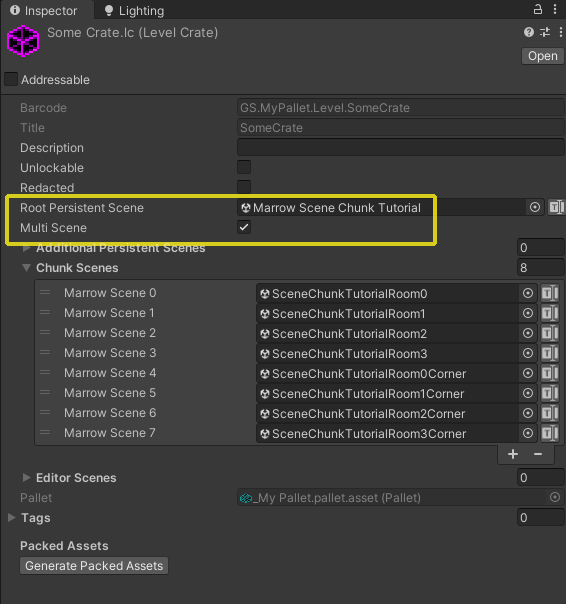 Inspector Lighting
Some Crate.lc (Level Crate)
Open
Addressable
Barcode GS.MyPallet.Level.SomeCrate
Title SomeCrate
Description
Unlockable
Redacted
Root Persistent Scene Marrow Scene Chunk Tutorial
Multi Scene
Additional Persistent Scenes 0
Chunk Scenes 8
Marrow Scene 0 SceneChunkTutorialRoom0
Marrow Scene 1 SceneChunkTutorialRoom1
Marrow Scene 2 SceneChunkTutorialRoom2
Marrow Scene 3 SceneChunkTutorialRoom3
Marrow Scene 4 SceneChunkTutorialRoom0Corner
Marrow Scene 5 SceneChunkTutorialRoom1Corner
Marrow Scene 6 SceneChunkTutorialRoom2Corner
Marrow Scene 7 SceneChunkTutorialRoom3Corner
Editor Scenes 0
Pallet _My Pallet.pallet.asset (Pallet)
Tags 0
Packed Assets
Generate Packed Assets